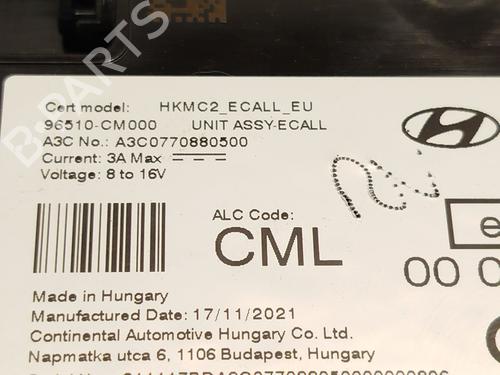 Cert model: HKMC2_ECALL_EU
96510-CM000 UNIT ASSY-ECALL
A3C No.: A3C0770880500
Current: 3A Max
Voltage: 8 to 16V
ALC Code:
CML
e
00 0
Made in Hungary
Manufactured Date: 17/11/2021
Continental Automotive Hungary Co. Ltd.
Napmatka utca 6, 1106 Budapest, Hungary